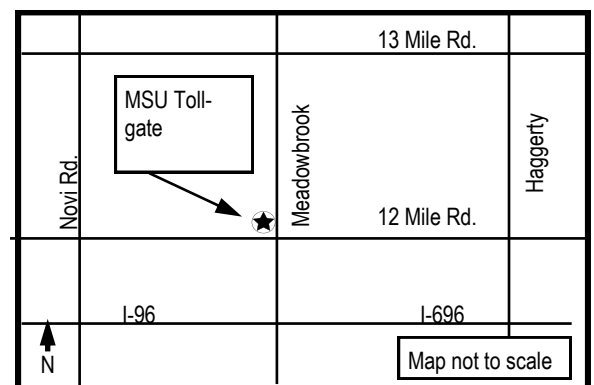 13 Mile Rd.
MSU Toll-
gate
Novi Rd.
Meadowbrook
Haggerty
12 Mile Rd.
I-96
I-696
N
Map not to scale